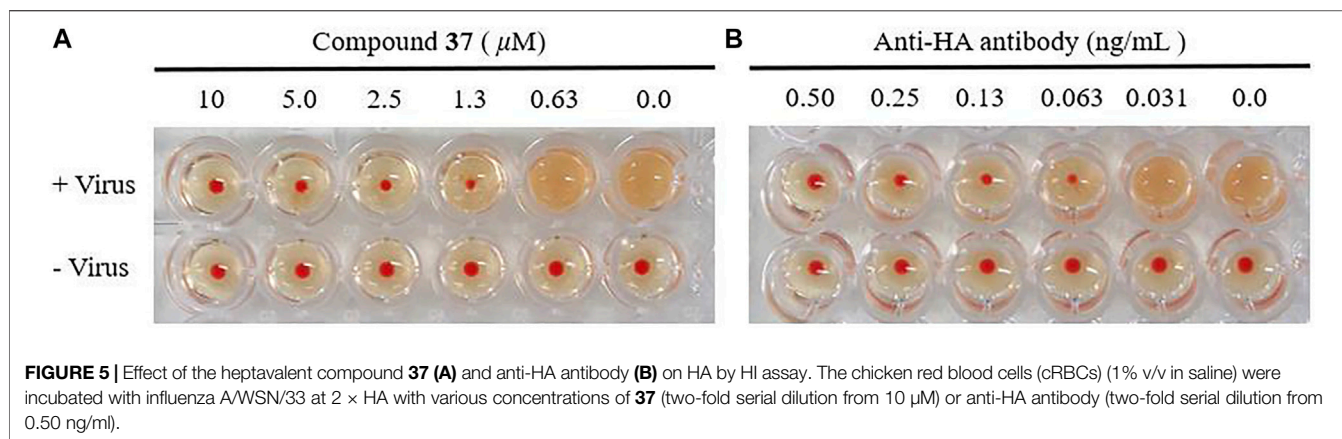 A
Compound 37 ( μM)
B
Anti-HA antibody (ng/mL )
10 5.0 2.5 1.3 0.63 0.0
0.50 0.25 0.13 0.063 0.031 0.0
+ Virus
- Virus
FIGURE 5 | Effect of the heptavalent compound 37 (A) and anti-HA antibody (B) on HA by HI assay. The chicken red blood cells (cRBCs) (1% v/v in saline) were
incubated with influenza A/WSN/33 at 2 × HA with various concentrations of 37 (two-fold serial dilution from 10 μM) or anti-HA antibody (two-fold serial dilution from
0.50 ng/ml).